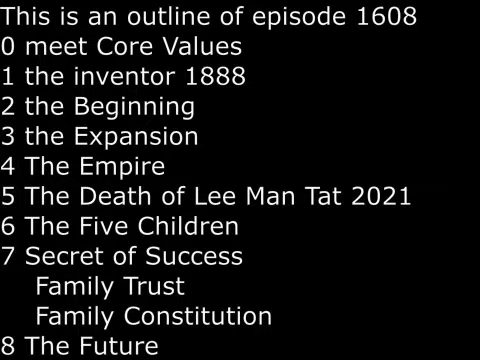 This is an outline of episode 1608
0 meet Core Values
1 the inventor 1888
2 the Beginning
3 the Expansion
4 The Empire
5 The Death of Lee Man Tat 2021
6 The Five Children
7 Secret of Success
Family Trust
Family Constitution
8 The Future